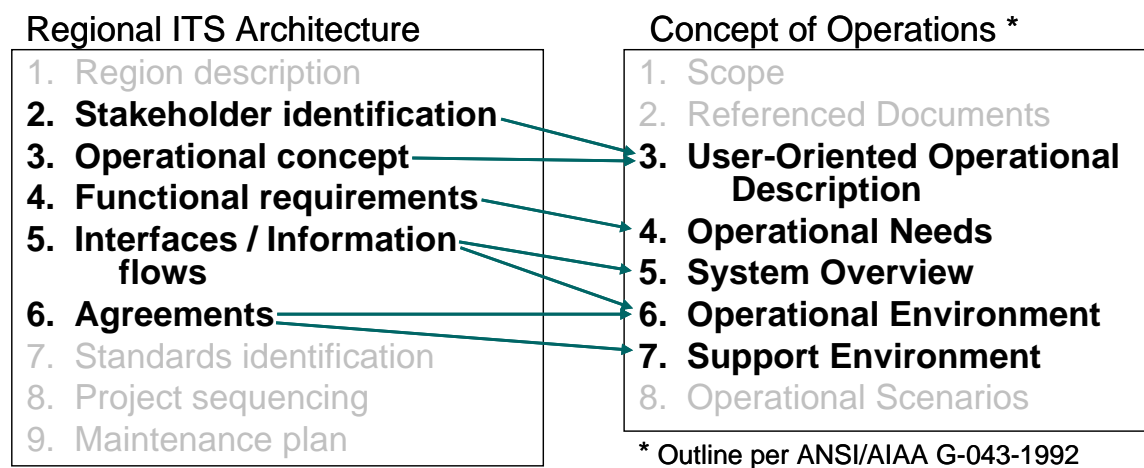 Regional ITS Architecture
1. Region description
2. Stakeholder identification
3. Operational concept
4. Functional requirements
5. Interfaces / Information
flows
6. Agreements
7. Standards identification
8. Project sequencing
9. Maintenance plan
Concept of Operations *
1. Scope
2. Referenced Documents
3. User-Oriented Operational
Description
4. Operational Needs
5. System Overview
6. Operational Environment
7. Support Environment
8. Operational Scenarios
* Outline per ANSI/AIAA G-043-1992